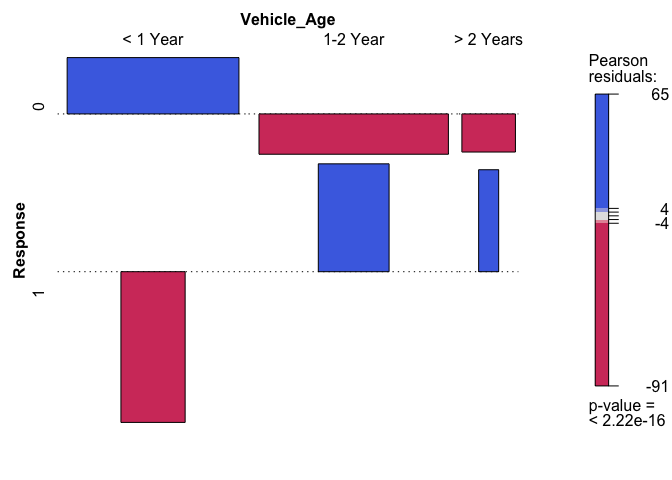 Vehicle_Age
< 1 Year 1-2 Year > 2 Years
Response
0
1
Pearson
residuals:
65
4
-4
-91
p-value =
< 2.22e-16